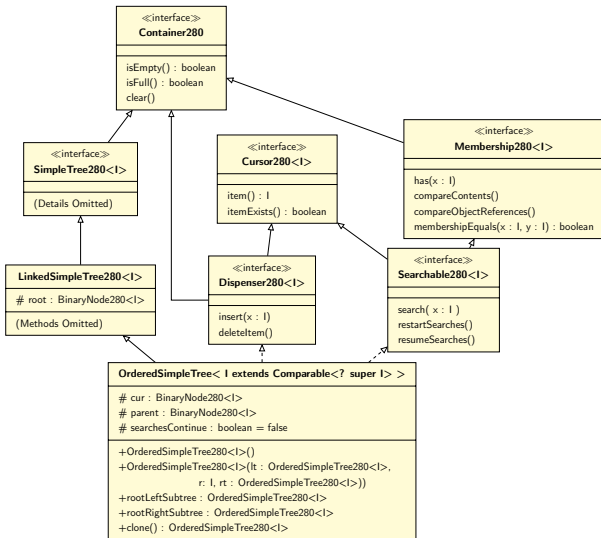 ≪interface≫
Container280
isEmpty() : boolean
isFull() : boolean
clear()
≪interface≫
SimpleTree280<I>
(Details Omitted)
≪interface≫
Cursor280<I>
item() : I
itemExists() : boolean
≪interface≫
Membership280<I>
has(x : I)
compareContents()
compareObjectReferences()
membershipEquals(x : I, y : I) : boolean
LinkedSimpleTree280<I>
# root : BinaryNode280<I>
(Methods Omitted)
≪interface≫
Dispenser280<I>
insert(x : I)
deleteItem()
≪interface≫
Searchable280<I>
search( x : I )
restartSearches()
resumeSearches()
OrderedSimpleTree< I extends Comparable<? super I> >
# cur : BinaryNode280<I>
# parent : BinaryNode280<I>
# searchesContinue : boolean = false
+OrderedSimpleTree280<I>()
+OrderedSimpleTree280<I>(lt : OrderedSimpleTree280<I>,
r: I, rt : OrderedSimpleTree280<I>))
+rootLeftSubtree : OrderedSimpleTree280<I>
+rootRightSubtree : OrderedSimpleTree280<I>
+clone() : OrderedSimpleTree280<I>